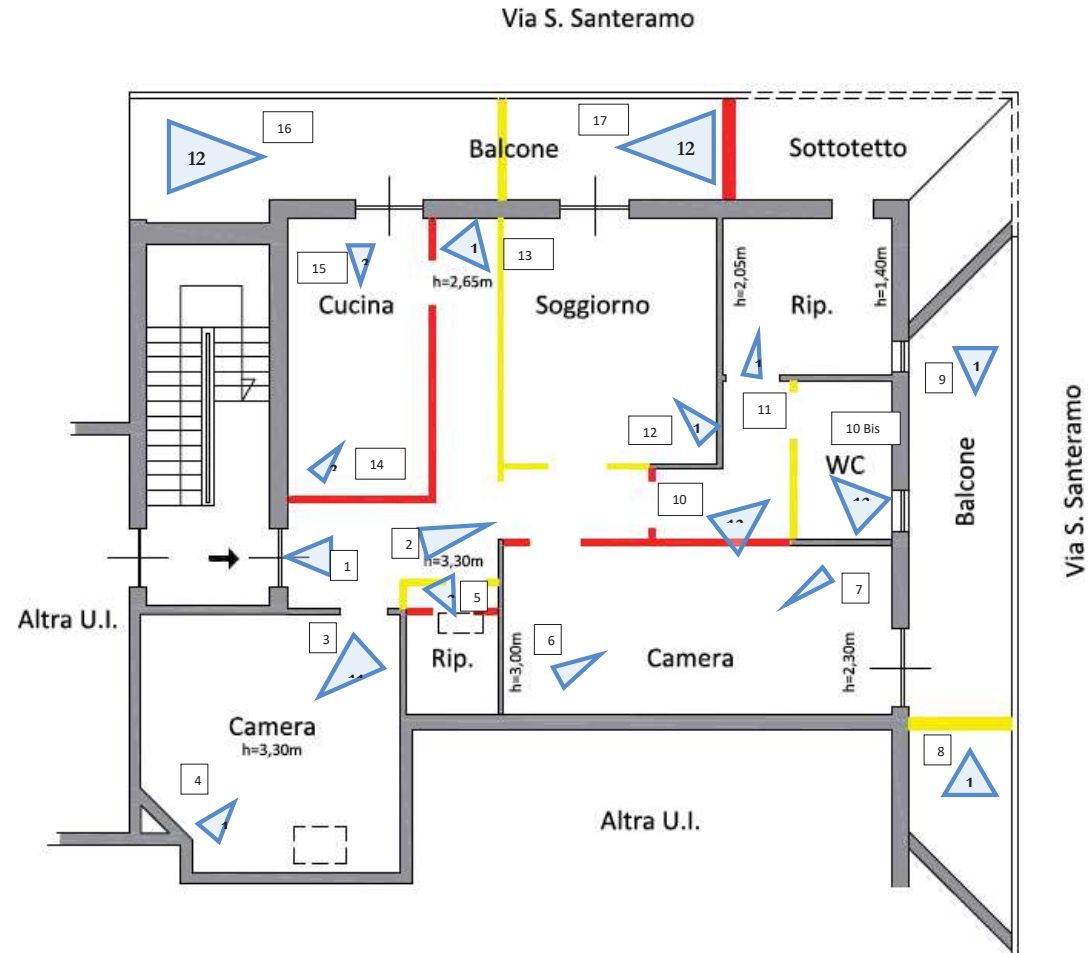 Via S. Santeramo
16
17
12
Balcone
12
Sottotetto
15
1
13
h=2,65m
h=2,05m
h=1,40m
Cucina
Soggiorno
Rip.
1
9
1
11
12
1
10 Bis
14
WC
10
Balcone
Via S. Santeramo
2
h=3,30m
1
5
7
Altra U.I.
3
6
Rip.
h=3,00m
Camera
h=2,30m
Camera
h=3,30m
8
4
1
1
Altra U.I.